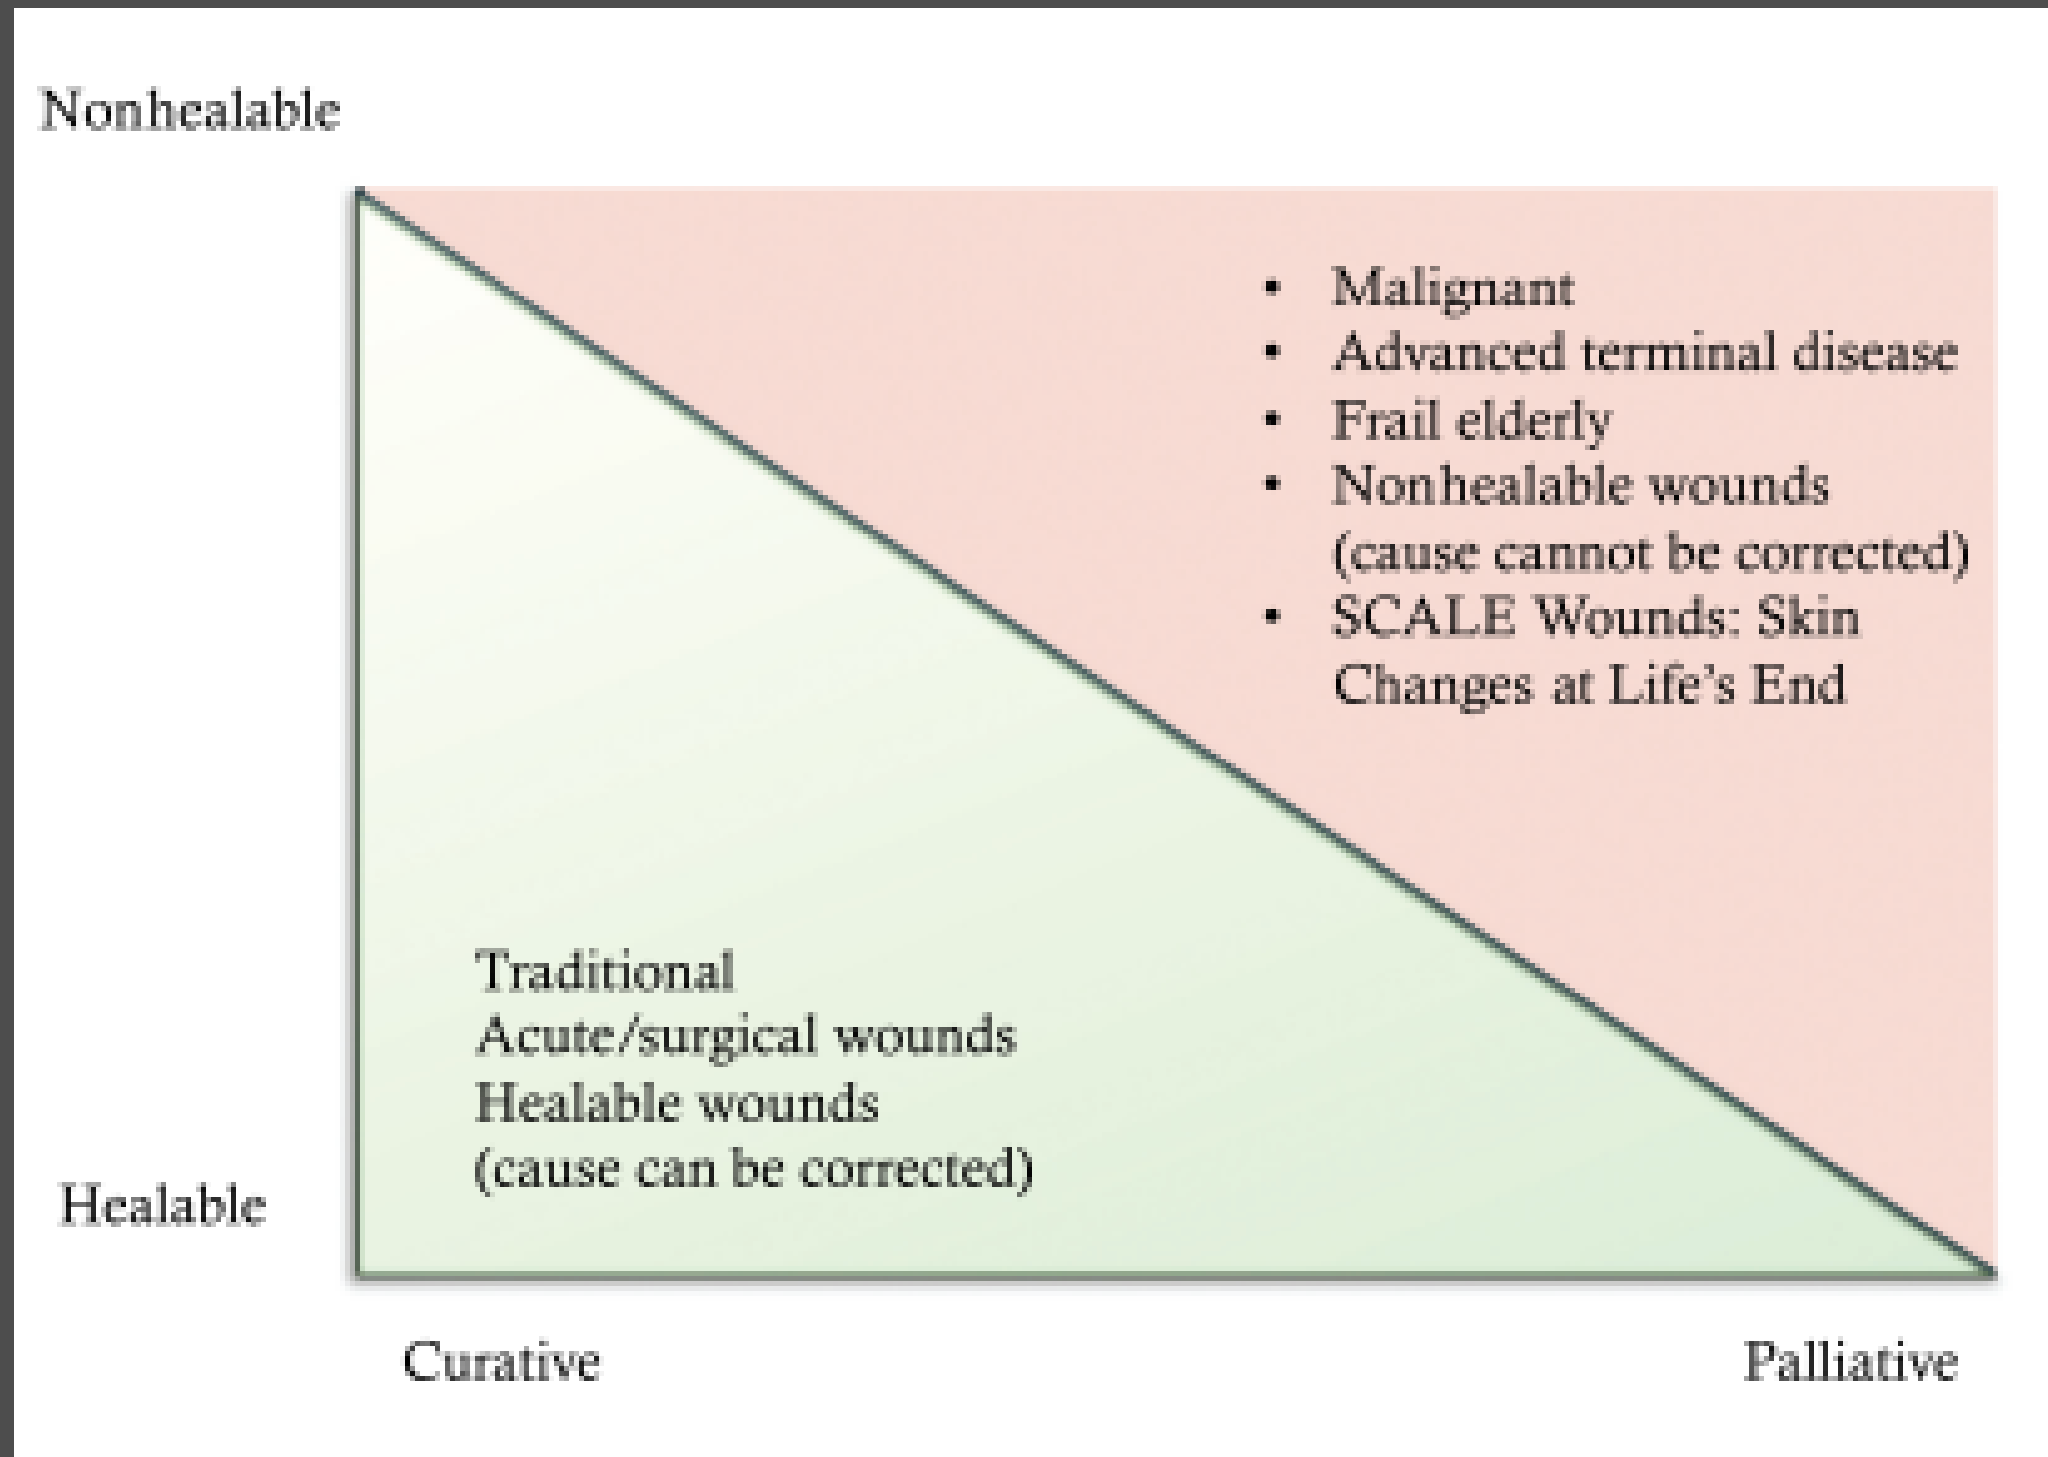 Nonhealable
• Malignant
• Advanced terminal disease
• Frail elderly
• Nonhealable wounds
(cause cannot be corrected)
• SCALE Wounds: Skin
Changes at Life’s End
Traditional
Acute/surgical wounds
Healable wounds
(cause can be corrected)
Healable
Curative
Palliative